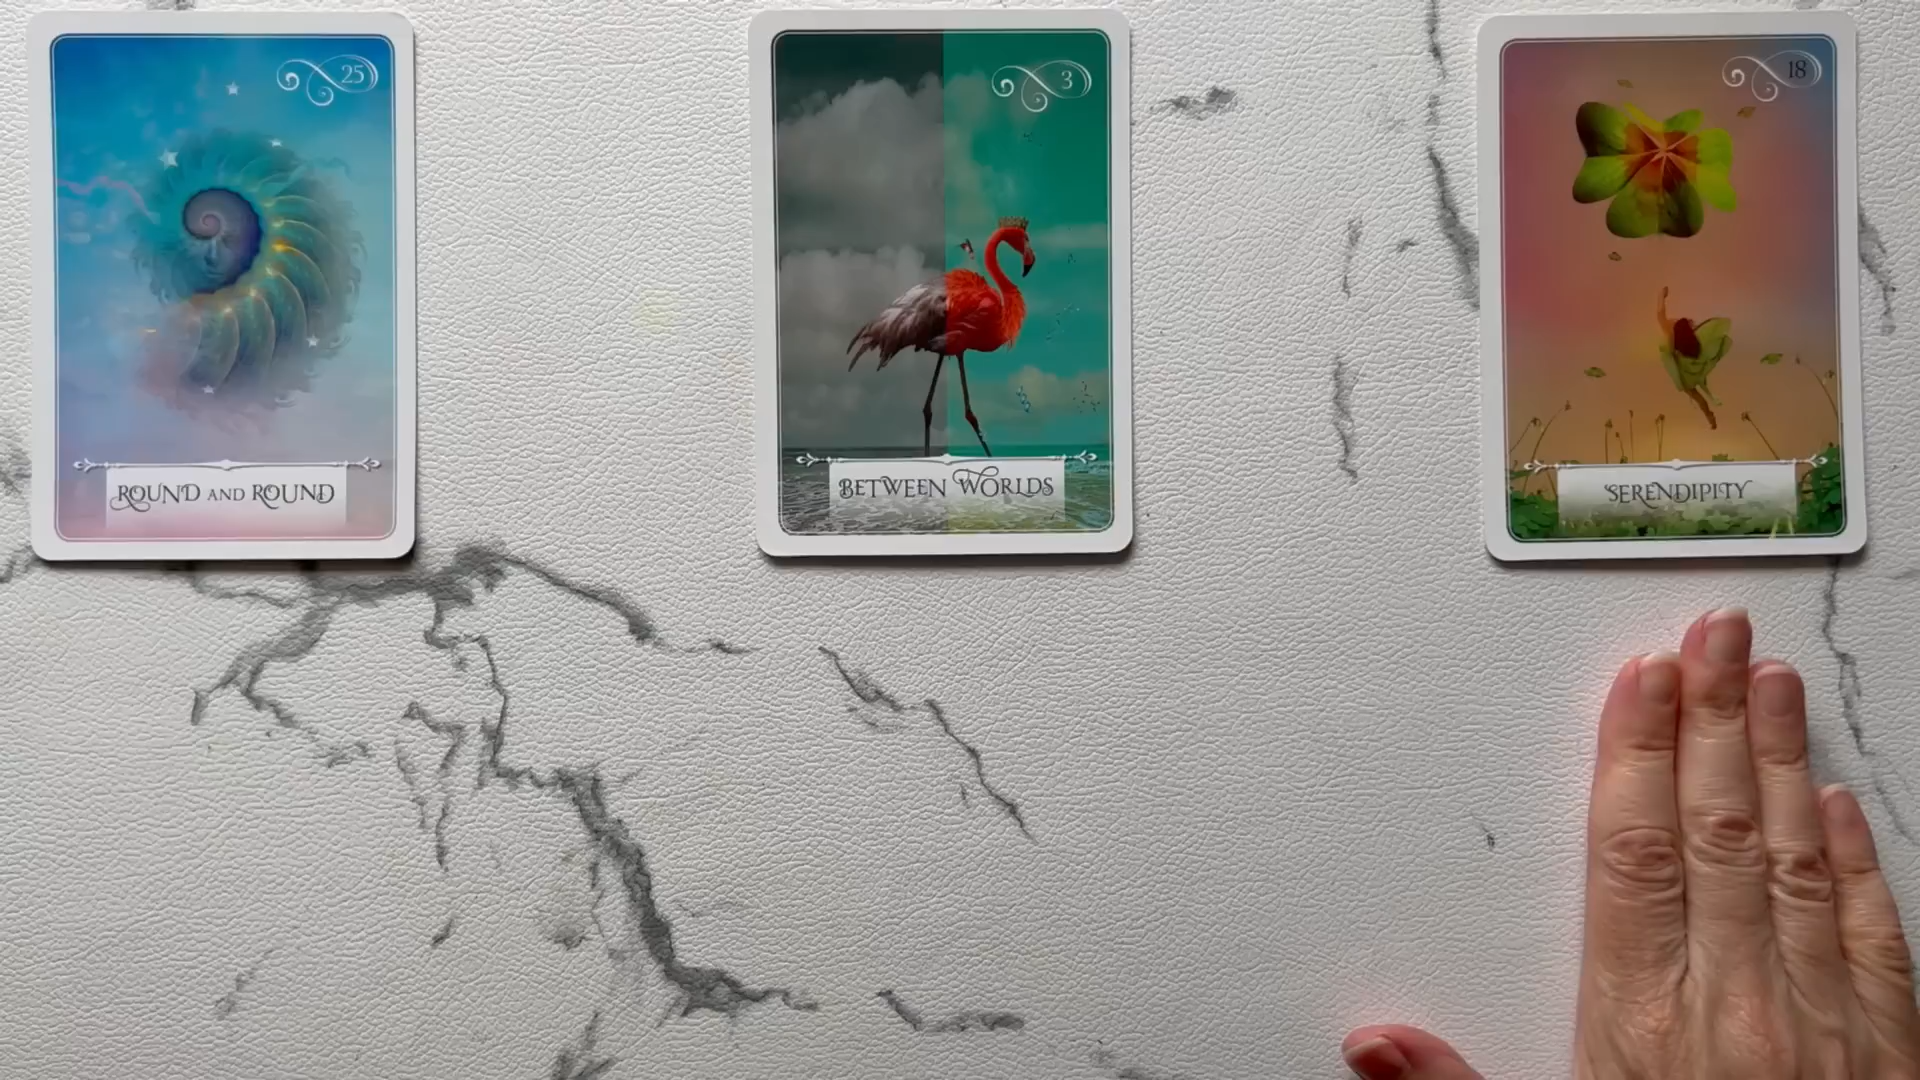 25
ROUND AND ROUND
3
BETWEEN WORLDS
18
SERENDIPITY